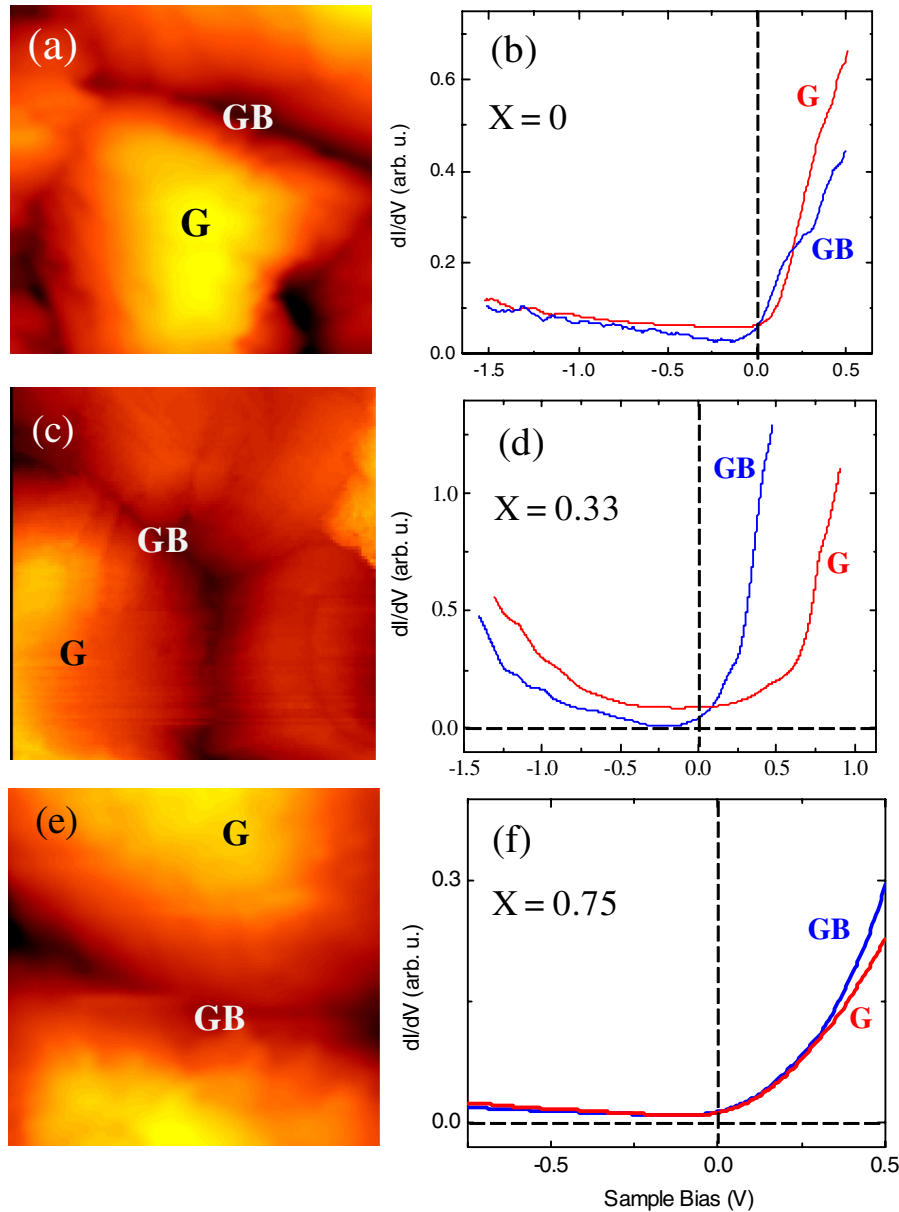 (a)
GB
G
(b)
X = 0
G
GB
dI/dV (arb. u.)
0.6
0.4
0.2
0.0
-1.5 -1.0 -0.5 0.0 0.5
(c)
GB
G
(d)
X = 0.33
GB
G
dI/dV (arb. u.)
1.0
0.5
0.0
-1.5 -1.0 -0.5 0.0 0.5 1.0
(e)
G
GB
(f)
X = 0.75
GB
G
dI/dV (arb. u.)
0.3
0.0
-0.5 0.0 0.5
Sample Bias (V)